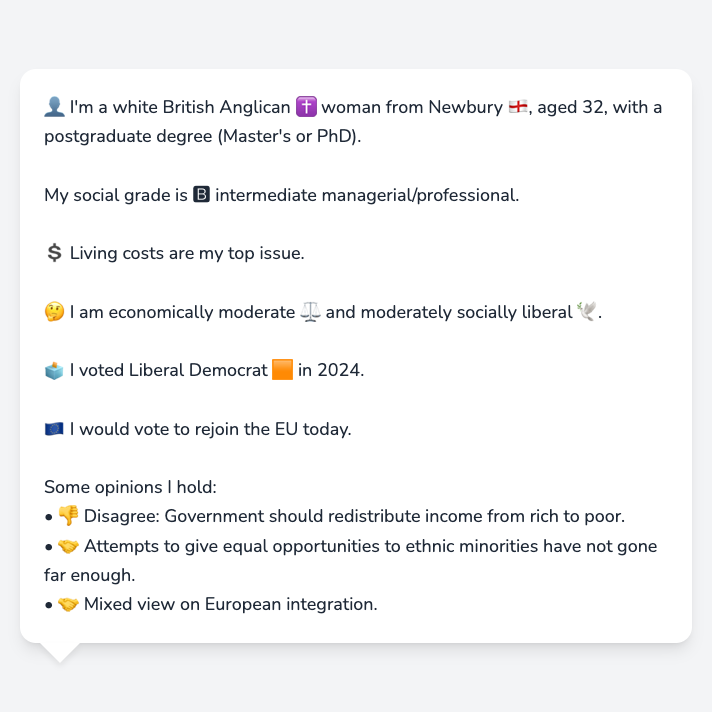 👤 I'm a white British Anglican ✝️ woman from Newbury 🏴󠁧󠁢󠁥󠁮󠁧󠁿, aged 32, with a
postgraduate degree (Master's or PhD).
My social grade is 🅱 intermediate managerial/professional.
💲 Living costs are my top issue.
🤔 I am economically moderate ⚖️ and moderately socially liberal 🕊️.
🗳️ I voted Liberal Democrat 🟧 in 2024.
🇪🇺 I would vote to rejoin the EU today.
Some opinions I hold:
• 👎 Disagree: Government should redistribute income from rich to poor.
• 🤝 Attempts to give equal opportunities to ethnic minorities have not gone
far enough.
• 🤝 Mixed view on European integration.